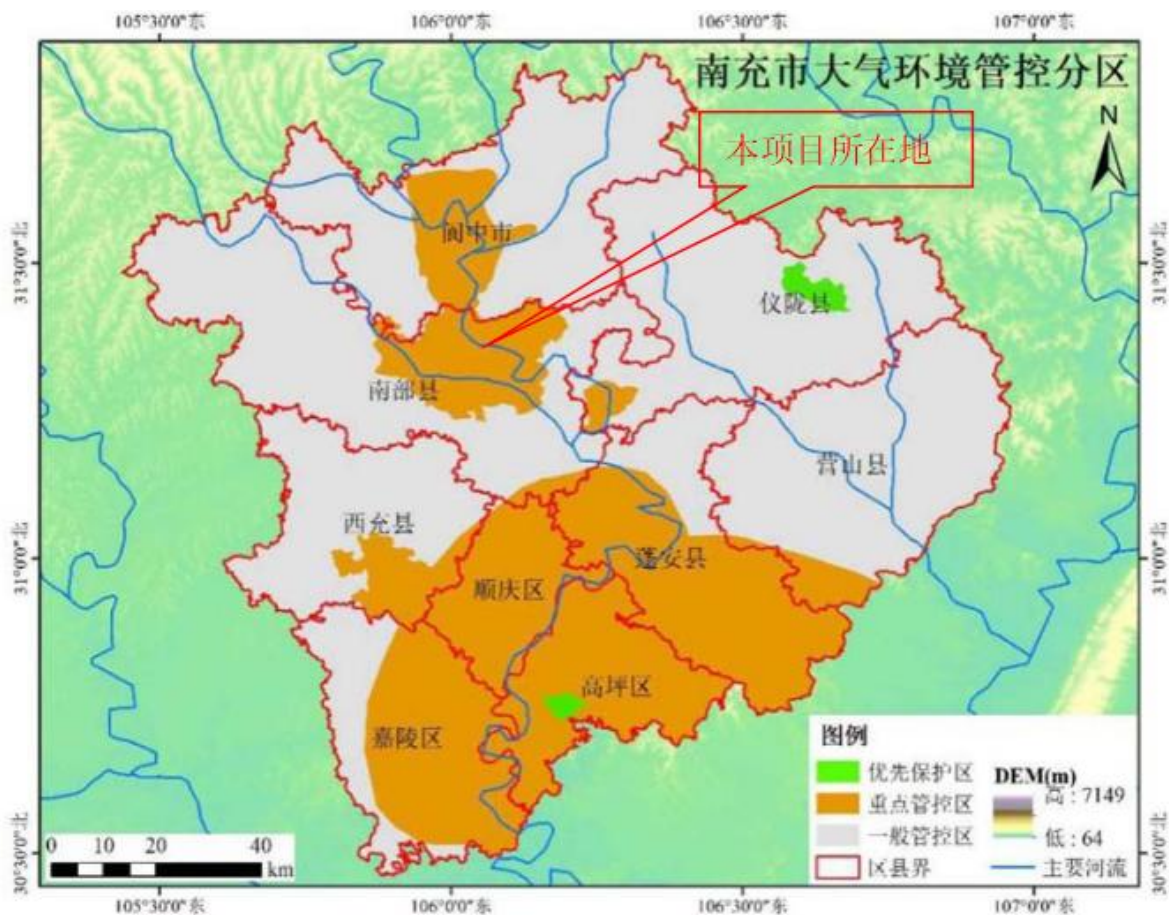 105°30'0"东 106°0'0"东 106°30'0"东 107°0'0"东
南充市大气环境管控分区
N
本项目所在地
阆中市
31°30'0"北 31°30'0"北
仪陇县
南部县
营山县
西充县
31°0'0"北 31°0'0"北
蓬安县
顺庆区
高坪区
嘉陵区
图例
优先保护区
重点管控区
一般管控区
区县界
DEM(m)
高 : 7149
低 : 64
主要河流
0 5 10 20 30 40
km
30°30'0"北 30°30'0"北
105°30'0"东 106°0'0"东 106°30'0"东 107°0'0"东